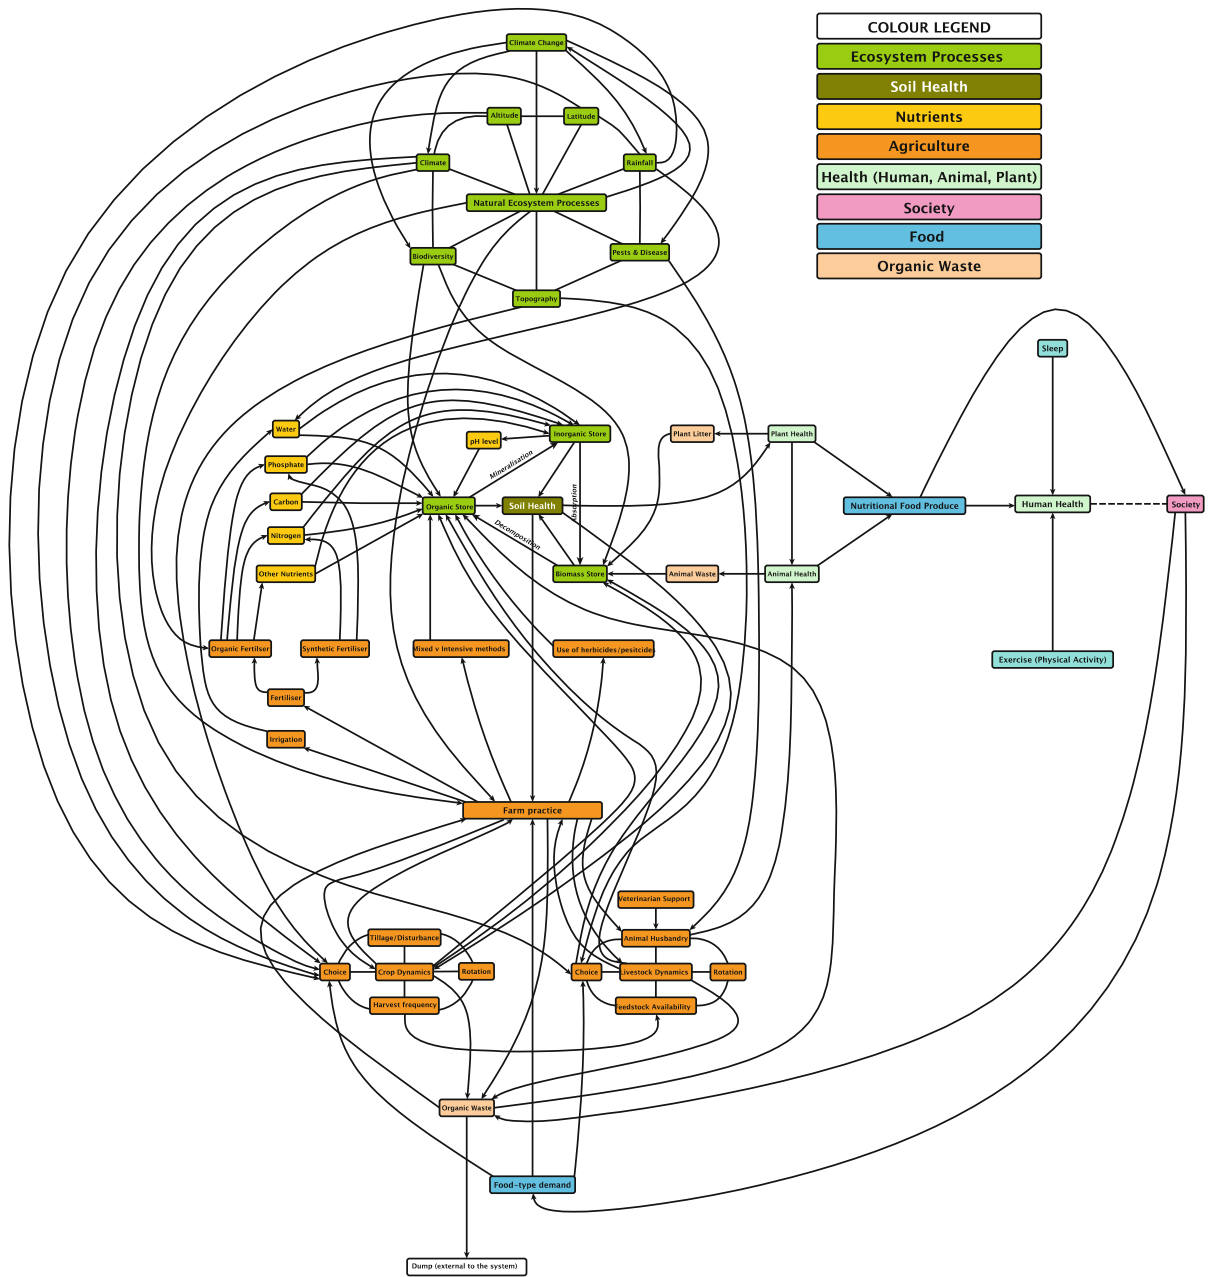 COLOUR LEGEND
Ecosystem Processes
Soil Health
Nutrients
Agriculture
Health (Human, Animal, Plant)
Society
Food
Organic Waste
Climate Change
Altitude
Latitude
Climate
Rainfall
Natural Ecosystem Processes
Biodiversity
Pests & Disease
Topography
Sleep
Water
pH level
Inorganic Store
Plant Litter
Plant Health
Phosphate
Mineralisation
Carbon
Organic Store
Soil Health
Absorption
Nutritional Food Produce
Human Health
Society
Nitrogen
Decomposition
Other Nutrients
Biomass Store
Animal Waste
Animal Health
Organic Fertilser
Synthetic Fertiliser
Mixed v Intensive methods
Use of herbicides/pesitcides
Exercise (Physical Activity)
Fertiliser
Irrigation
Farm practice
Veterinarian Support
Tillage/Disturbance
Animal Husbandry
Choice
Crop Dynamics
Rotation
Choice
Livestock Dynamics
Rotation
Harvest frequency
Feedstock Availability
Organic Waste
Food-type demand
Dump (external to the system)